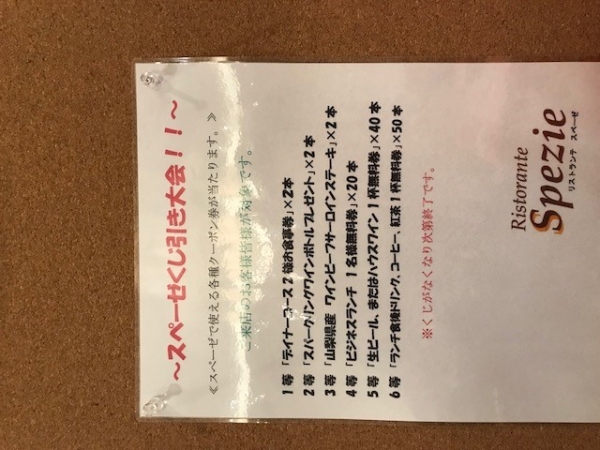 ～スペーゼくじ引き大会！！～
≪スペーゼで使える各種クーポン券が当たります。≫
ご来店のお客様皆様が対象です。
1等「ディナーコース2名様お食事券」×2本
2等「スパークリングワインボトルプレゼント」×2本
3等「山梨県産 ワインビーフサーロインステーキ」×2本
4等「ビジネスランチ 1名様無料券」×20本
5等「生ビール、またはハウスワイン1杯無料券」×40本
6等「ランチ食後ドリンク、コーヒー、紅茶1杯無料券」×50本
※くじがなくなり次第終了です。
Ristorante
Spezie
リストランテ スペーゼ